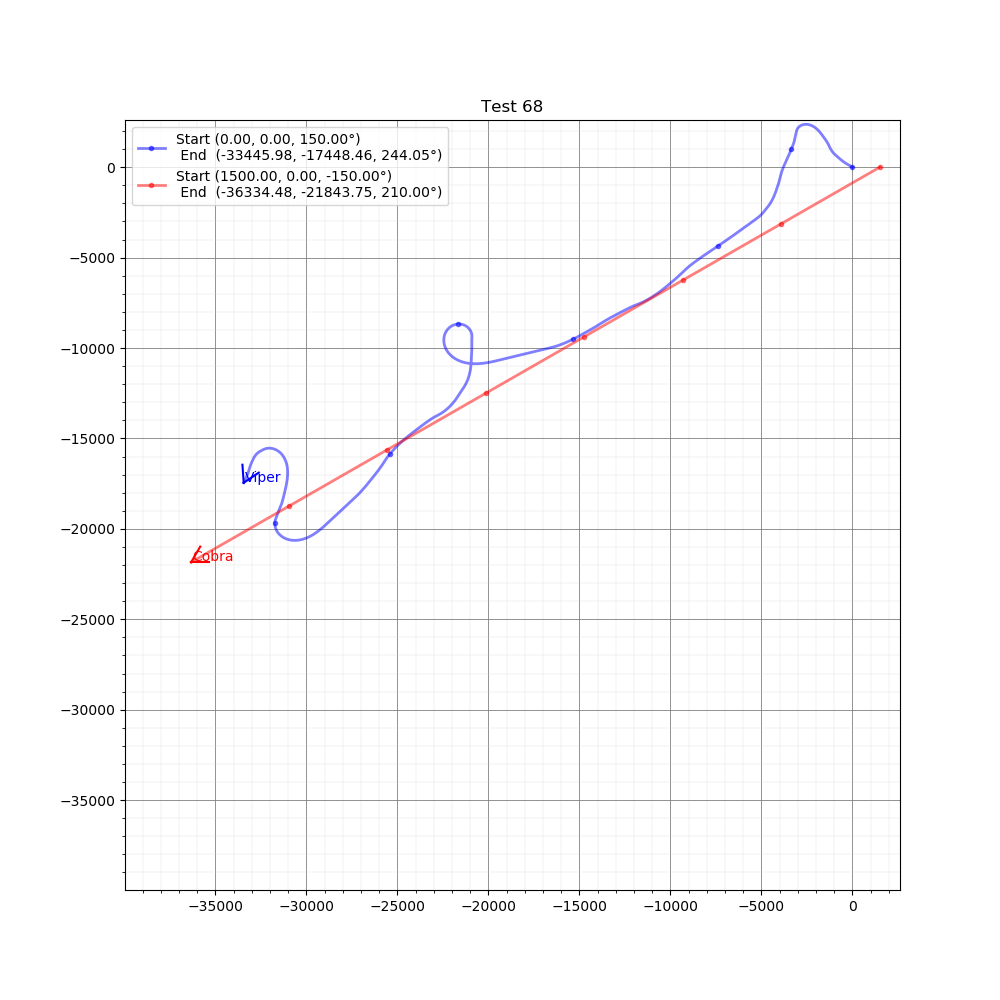 Test 68
Start (0.00, 0.00, 150.00°)
End (-33445.98, -17448.46, 244.05°)
Start (1500.00, 0.00, -150.00°)
End (-36334.48, -21843.75, 210.00°)
0
−5000
−10000
−15000
−20000
−25000
−30000
−35000
Viper
Cobra
−35000 −30000 −25000 −20000 −15000 −10000 −5000 0